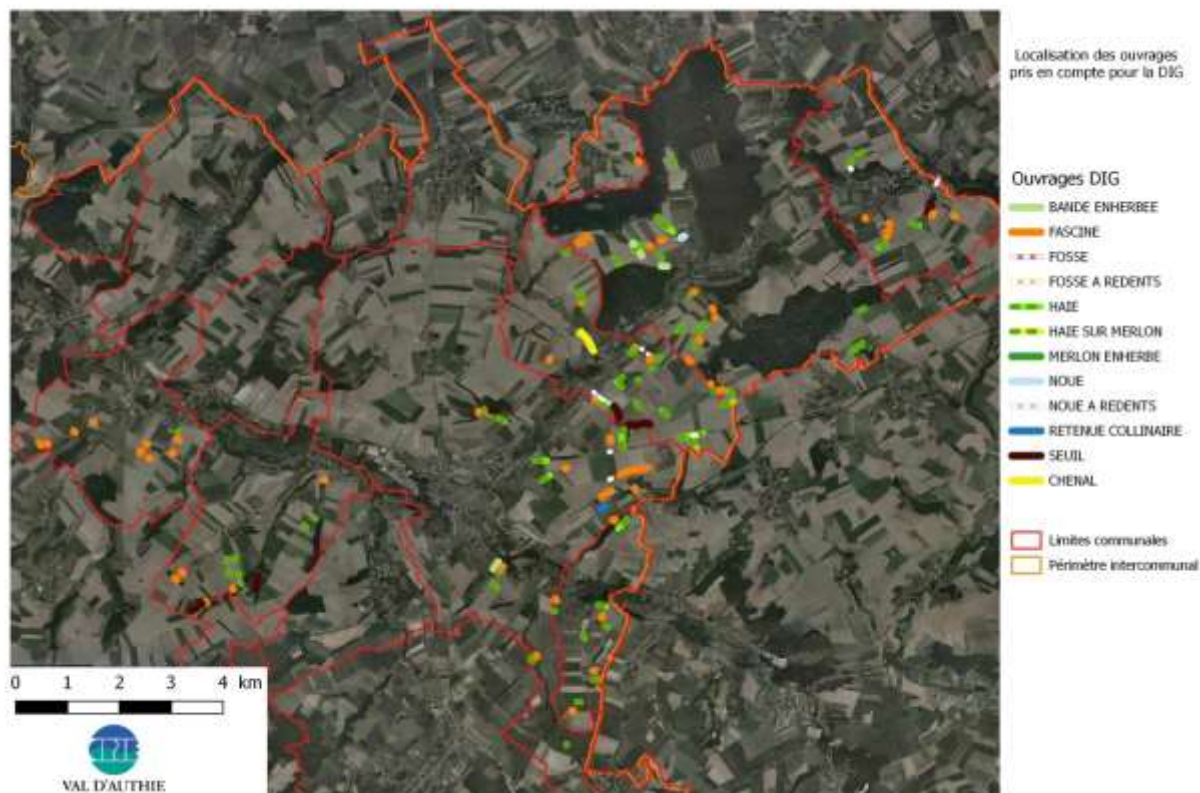 Localisation des ouvrages
pris en compte pour la DIG
Ouvrages DIG
BANDE ENHERBEE
FASCINE
FOSSE
FOSSE A REDENTS
HAIE
HAIE SUR MERLON
MERLON ENHERBE
NOUE
NOUE A REDENTS
RETENUE COLLINAIRE
SEUIL
CHENAL
Limites communales
Périmètre intercommunal
0 1 2 3 4 km
CPIE
VAL D'AUTHIE